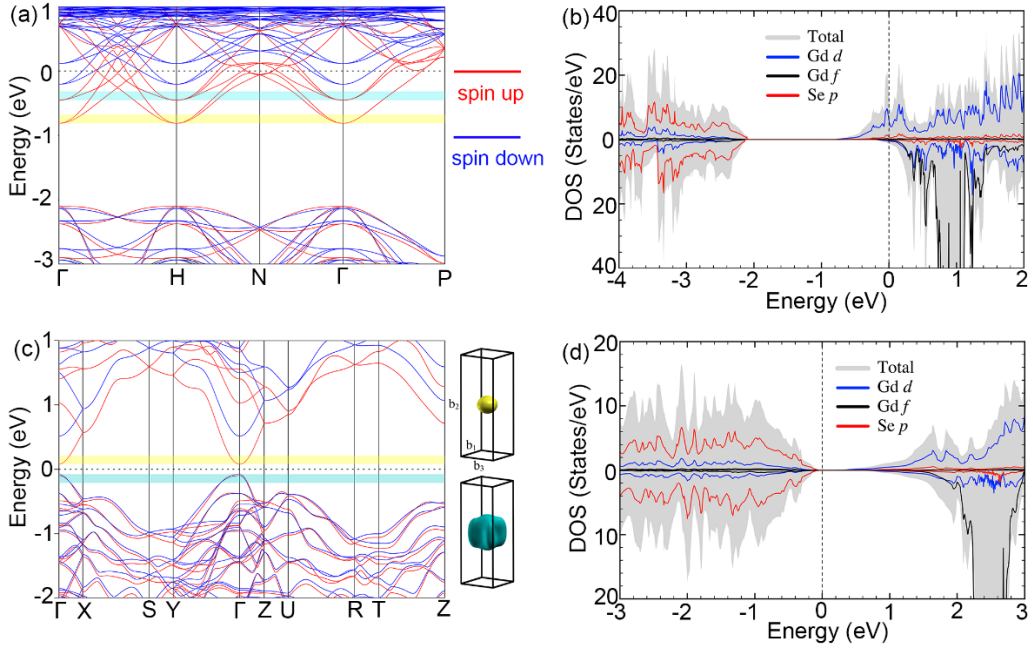 (a)
Energy (eV)
1
0
-1
-2
-3
Γ H N Γ P
spin up
spin down
(b)
DOS (States/eV)
40
20
0
20
40
Total
Gd d
Gd f
Se p
-4 -3 -2 -1 0 1 2
Energy (eV)
(c)
Energy (eV)
1
1
0
-1
-1
-2
Γ X S Y Γ Z U R T Z
b₂
b₁
b₃
(d)
DOS (States/eV)
20
10
0
10
20
Total
Gd d
Gd f
Se p
-3 -2 -1 0 1 2 3
Energy (eV)